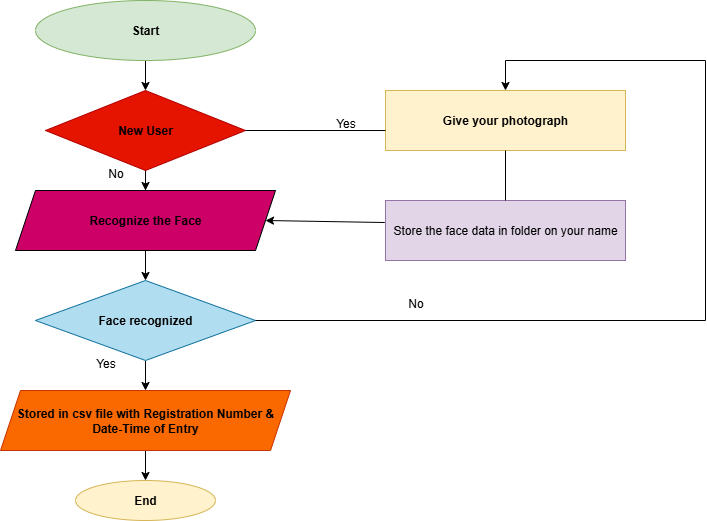 Start
New User
Yes
Give your photograph
No
Recognize the Face
Store the face data in folder on your name
No
Face recognized
Yes
Stored in csv file with Registration Number &
Date-Time of Entry
End